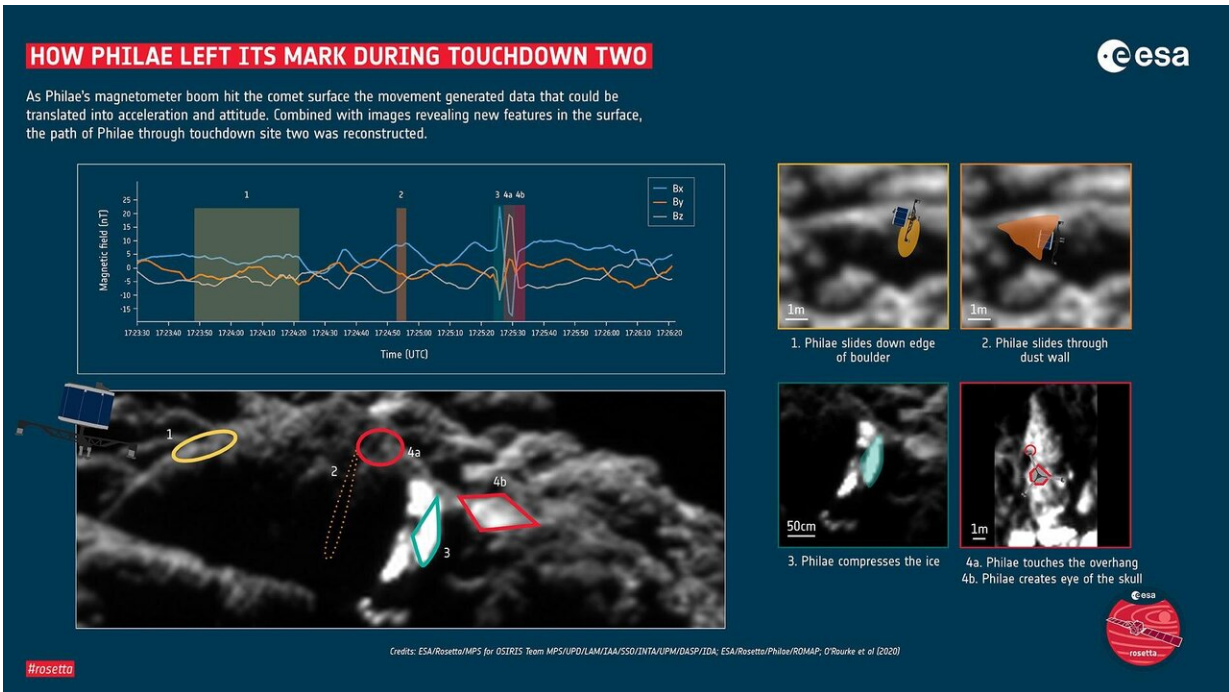 HOW PHILAE LEFT ITS MARK DURING TOUCHDOWN TWO
esa
As Philae's magnetometer boom hit the comet surface the movement generated data that could be
translated into acceleration and attitude. Combined with images revealing new features in the surface,
the path of Philae through touchdown site two was reconstructed.
1
2
3 4a 4b
Bx
By
Bz
Magnetic field (nT)
25
20
15
10
5
0
-5
-10
-15
17:23:30 17:23:40 17:23:50 17:24:00 17:24:10 17:24:20 17:24:30 17:24:40 17:24:50 17:25:00 17:25:10 17:25:20 17:25:30 17:25:40 17:25:50 17:26:00 17:26:10 17:26:20
Time (UTC)
1m
1. Philae slides down edge
of boulder
1m
2. Philae slides through
dust wall
1
2
4a
4b
3
50cm
3. Philae compresses the ice
1m
4a. Philae touches the overhang
4b. Philae creates eye of the skull
esa
rosetta
Credits: ESA/Rosetta/MPS for OSIRIS Team MPS/UPD/LAM/IAA/SSO/INTA/UPM/DASP/IDA; ESA/Rosetta/Philae/ROMAP; O'Rourke et al (2020)
#rosetta